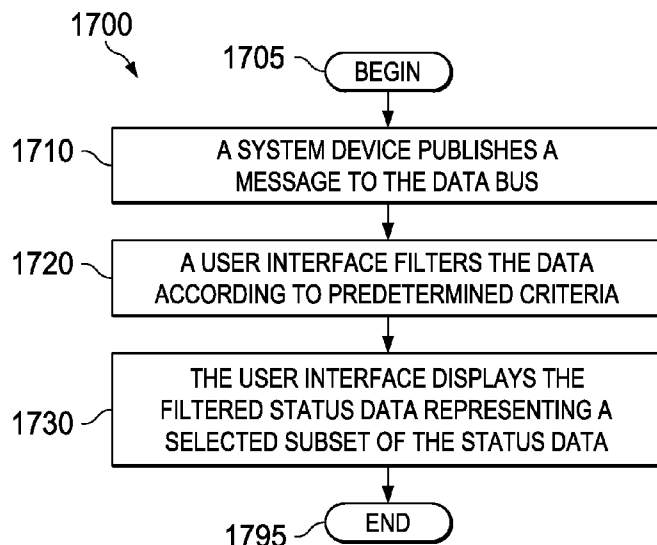 1700
1705
BEGIN
1710
A SYSTEM DEVICE PUBLISHES A
MESSAGE TO THE DATA BUS
1720
A USER INTERFACE FILTERS THE DATA
ACCORDING TO PREDETERMINED CRITERIA
1730
THE USER INTERFACE DISPLAYS THE
FILTERED STATUS DATA REPRESENTING A
SELECTED SUBSET OF THE STATUS DATA
1795
END